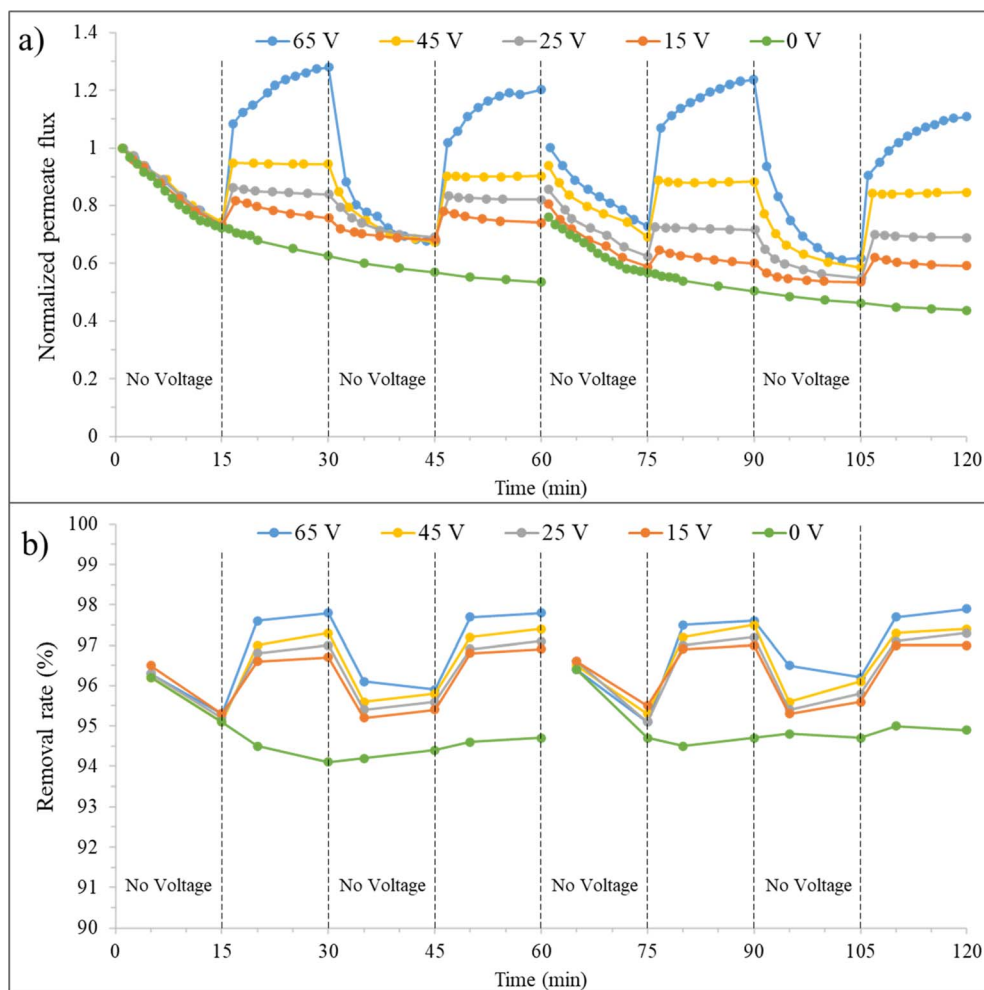 a)
65 V 45 V 25 V 15 V 0 V
Normalized permeate flux
1.4
1.2
1
0.8
0.6
0.4
0.2
0
No Voltage No Voltage No Voltage No Voltage
0 15 30 45 60 75 90 105 120
Time (min)
b)
65 V 45 V 25 V 15 V 0 V
Removal rate (%)
100
99
98
97
96
95
94
93
92
91
90
No Voltage No Voltage No Voltage No Voltage
0 15 30 45 60 75 90 105 120
Time (min)